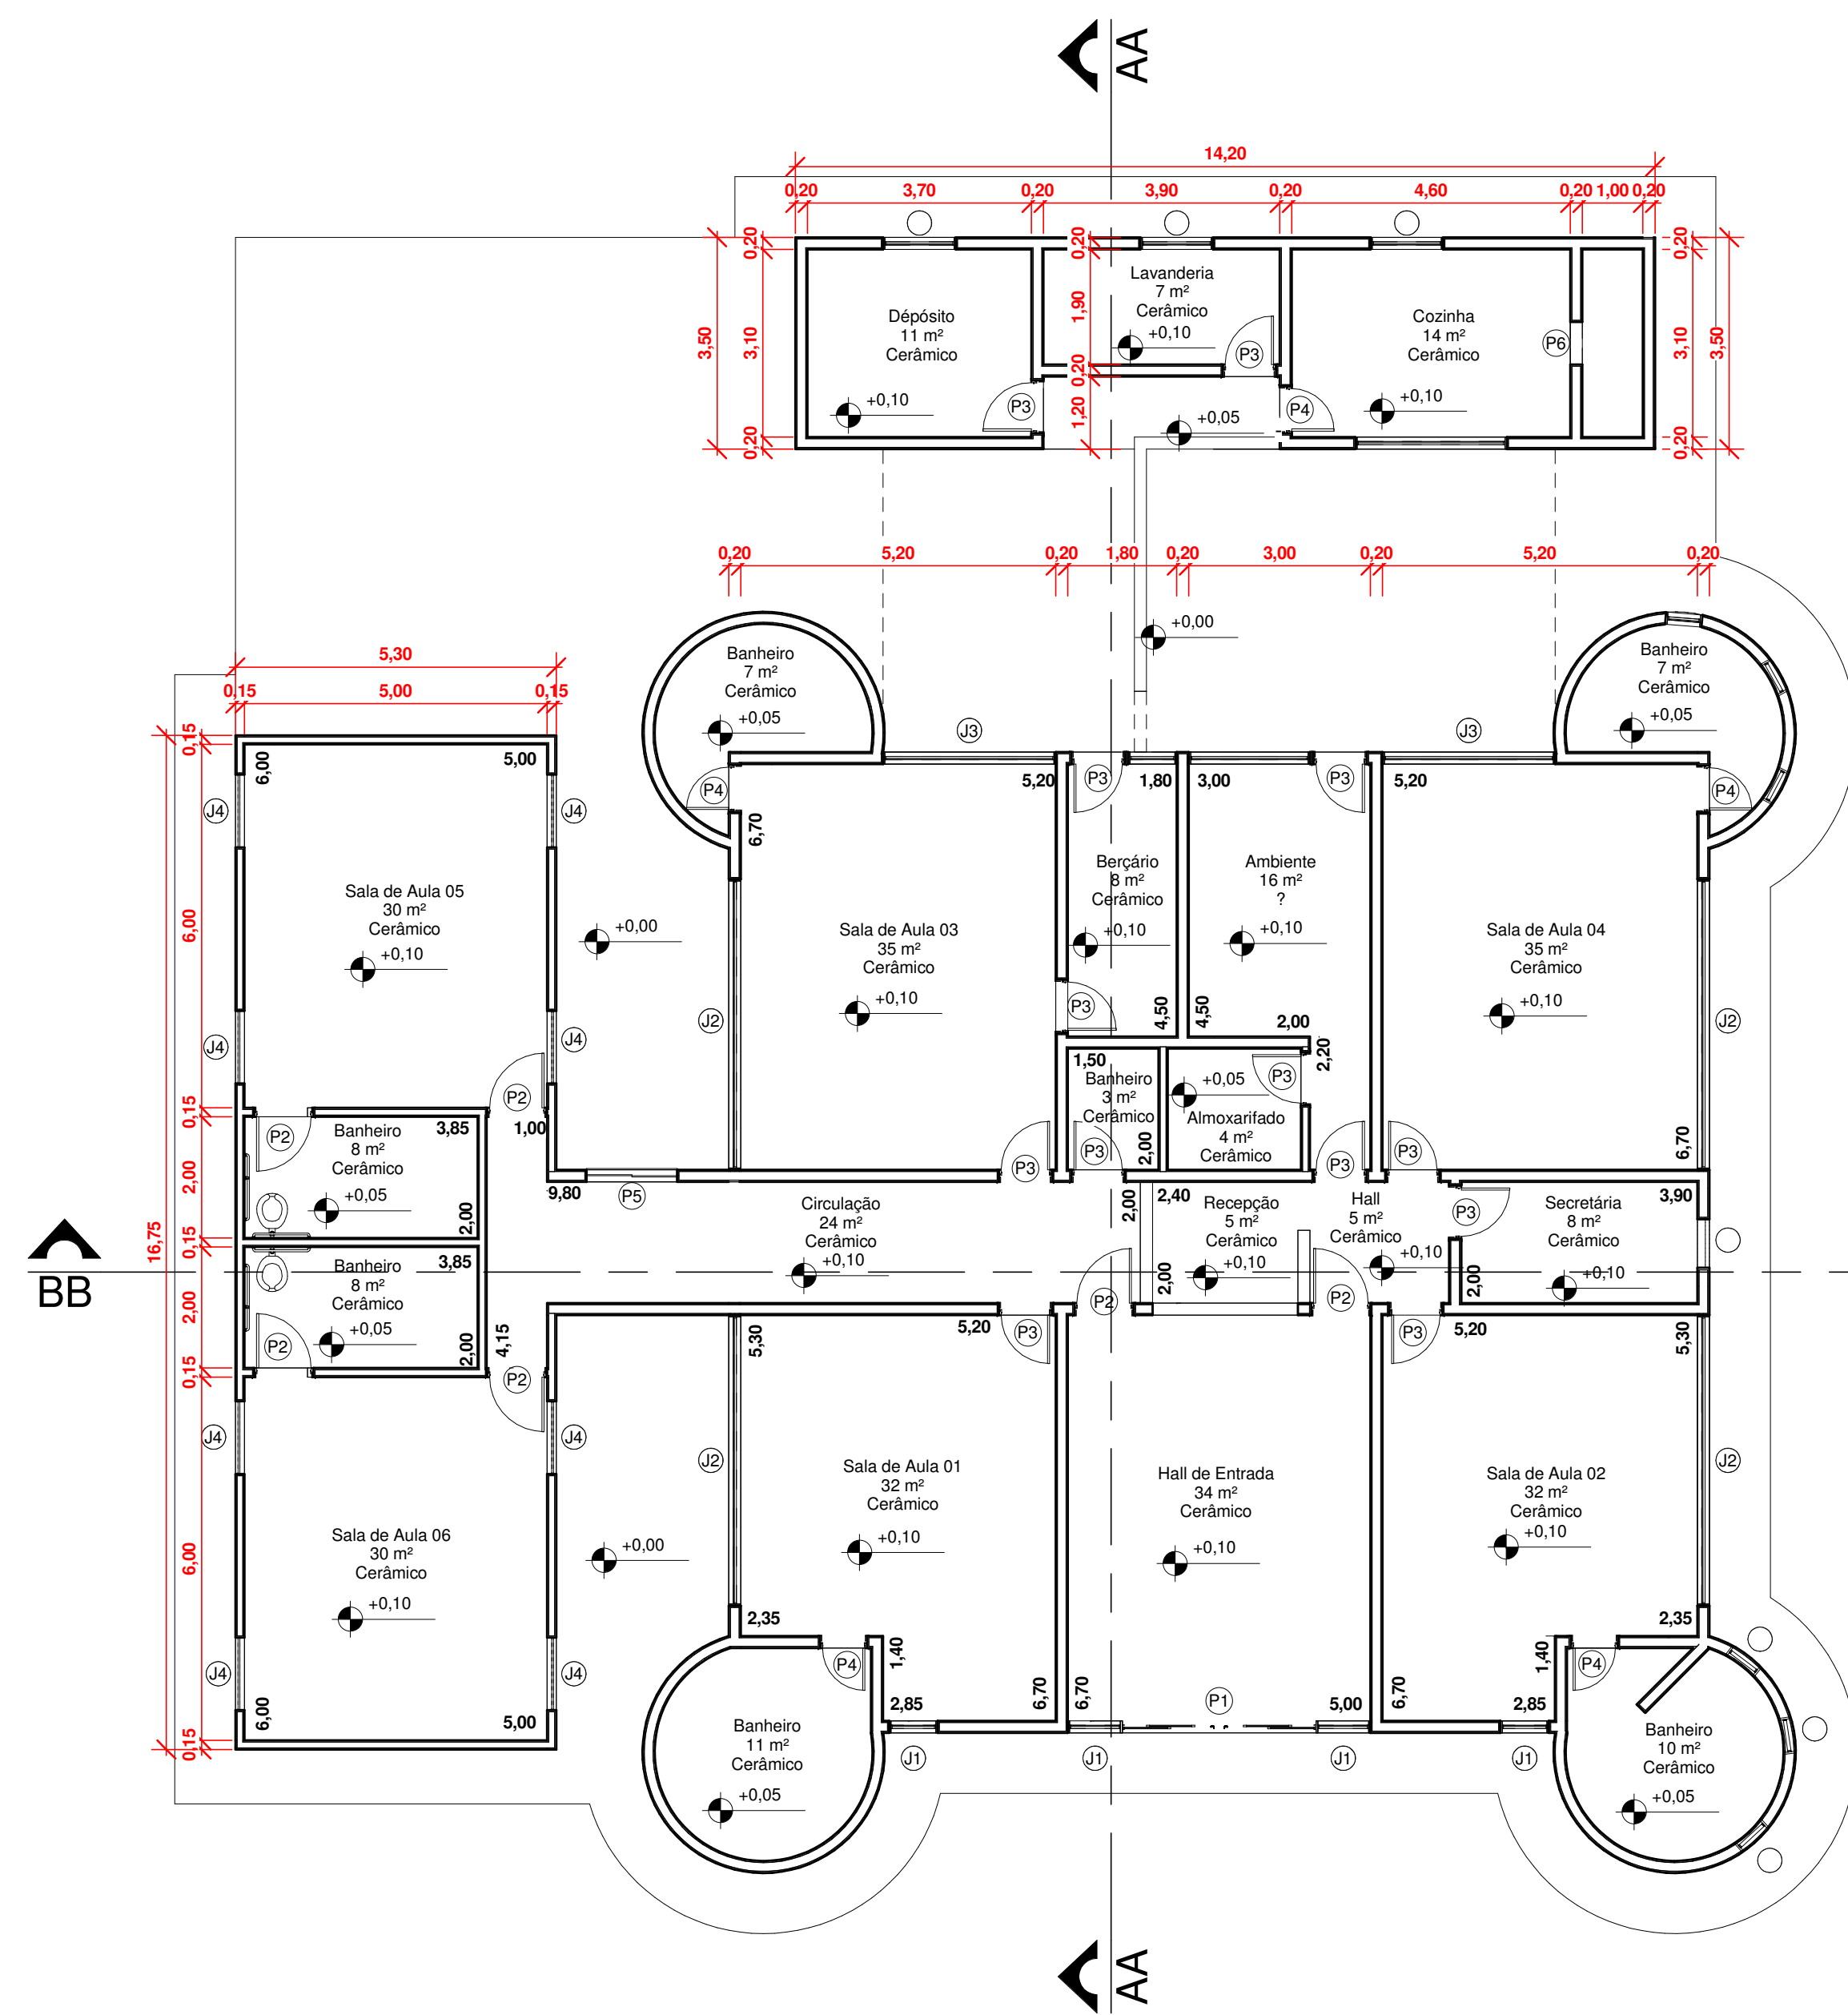 AA
14,20
0,20 3,70 0,20 3,90 0,20 4,60 0,20 1,00 0,20
3,50
0,20
3,10
0,20
0,20
1,90
0,20
1,20
0,20
3,10
0,20
3,50
Dépósito
11 m²
Cerâmico
+0,10
P3
Lavanderia
7 m²
Cerâmico
+0,10
P3
+0,05
Cozinha
14 m²
Cerâmico
+0,10
P4
P6
0,20 5,20 0,20 1,80 0,20 3,00 0,20 5,20 0,20
+0,00
5,30
0,15 5,00 0,15
16,75
0,15
6,00
0,15
2,00
0,15
2,00
0,15
6,00
0,15
Banheiro
7 m²
Cerâmico
+0,05
P4
J3
J3
Banheiro
7 m²
Cerâmico
+0,05
P4
6,00
5,00
J4
J4
Sala de Aula 05
30 m²
Cerâmico
+0,10
J4
J4
P2
+0,00
J2
5,20
6,70
Sala de Aula 03
35 m²
Cerâmico
+0,10
P3
P3
1,80
Berçário
8 m²
Cerâmico
+0,10
P3
4,50
3,00
P3
Ambiente
16 m²
?
+0,10
4,50
2,00
2,20
5,20
Sala de Aula 04
35 m²
Cerâmico
+0,10
J2
6,70
P3
P2
Banheiro
8 m²
Cerâmico
+0,05
3,85
2,00
1,00
1,50
Banheiro
3 m²
Cerâmico
P3
2,00
+0,05
P3
Almoxarifado
4 m²
Cerâmico
P3
9,80
P5
Circulação
24 m²
Cerâmico
+0,10
2,00
2,40
Recepção
5 m²
Cerâmico
+0,10
2,00
Hall
5 m²
Cerâmico
+0,10
P3
Secretária
8 m²
Cerâmico
+0,10
3,90
2,00
BB
Banheiro
8 m²
Cerâmico
+0,05
3,85
2,00
P2
4,15
P2
P2
P2
5,30
5,20
P3
P3
5,20
5,30
J4
J4
J2
J2
Sala de Aula 06
30 m²
Cerâmico
+0,10
J4
J4
6,00
5,00
+0,00
Sala de Aula 01
32 m²
Cerâmico
+0,10
2,35
1,40
P4
2,85
6,70
Hall de Entrada
34 m²
Cerâmico
+0,10
6,70
P1
5,00
Sala de Aula 02
32 m²
Cerâmico
+0,10
2,35
1,40
P4
6,70
2,85
Banheiro
11 m²
Cerâmico
+0,05
J1
J1
J1
J1
Banheiro
10 m²
Cerâmico
+0,05
AA